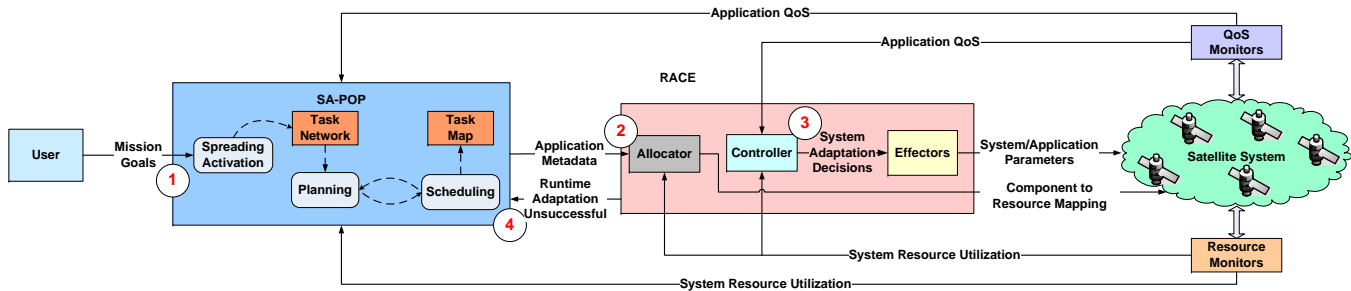 Application QoS
Application QoS
QoS
Monitors
RACE
SA-POP
User
Mission
Goals
1
Spreading
Activation
Task
Network
Task
Map
Planning
Scheduling
4
Application
Metadata
Runtime
Adaptation
Unsuccessful
2
Allocator
Controller
3
System
Adaptation
Decisions
Effectors
System/Application
Parameters
Component to
Resource Mapping
Satellite System
System Resource Utilization
Resource
Monitors
System Resource Utilization